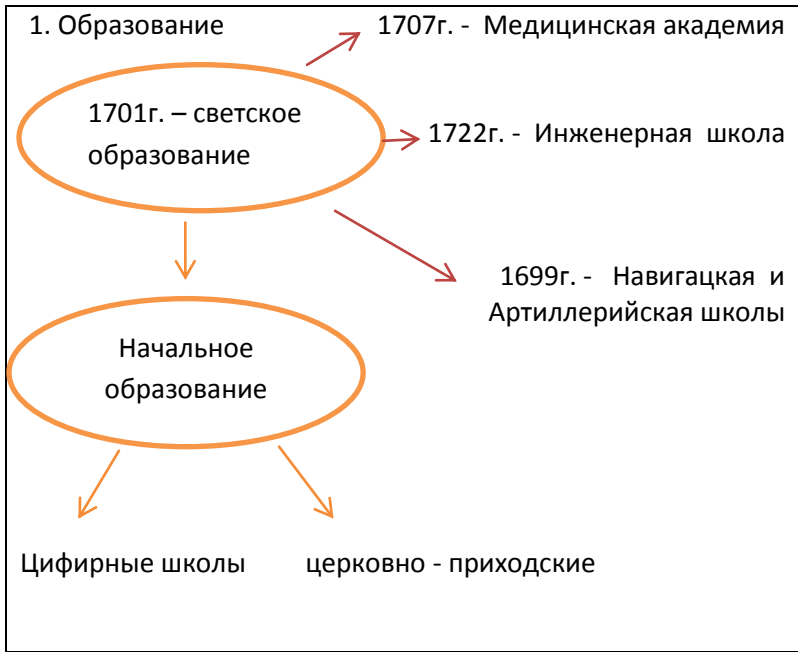 1. Образование
1707г. - Медицинская академия
1701г. – светское
образование
1722г. - Инженерная школа
1699г. - Навигацкая и
Артиллерийская школы
Начальное
образование
Цифирные школы
церковно - приходские